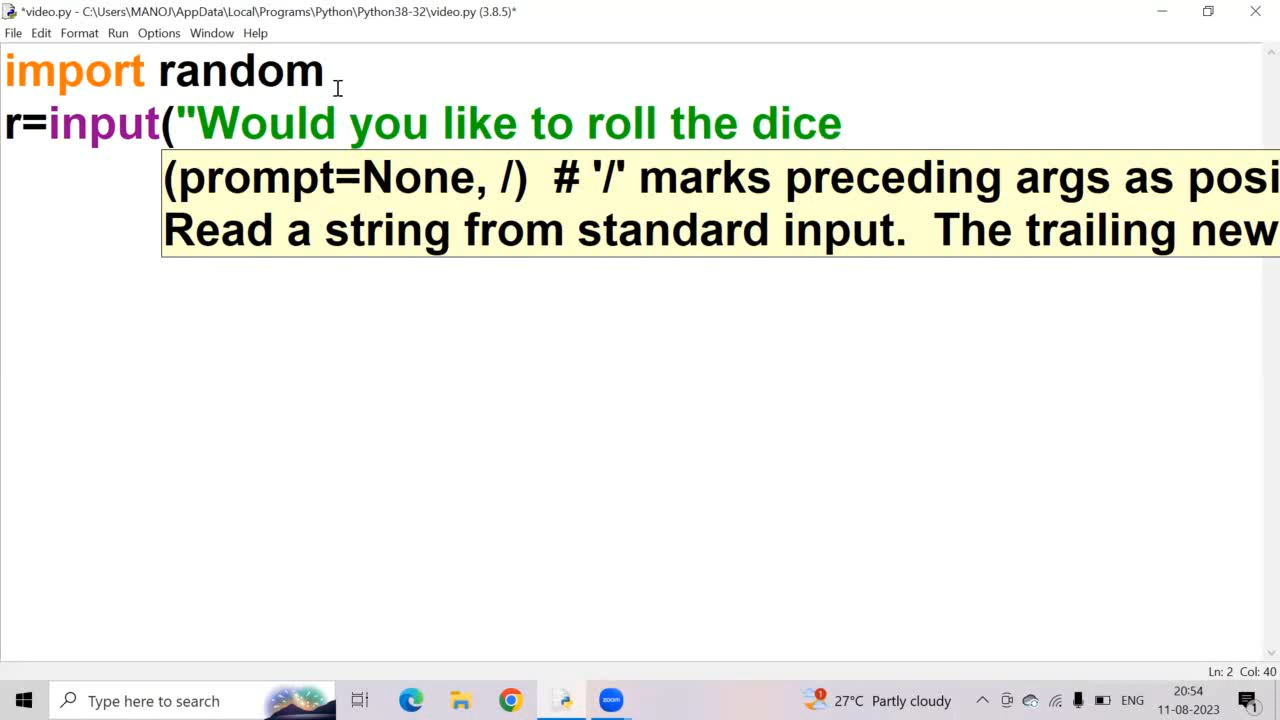 *video.py - C:\Users\MANOJ\AppData\Local\Programs\Python\Python38-32\video.py (3.8.5)*
File Edit Format Run Options Window Help
import random
r=input("Would you like to roll the dice
(prompt=None, /)  # '/' marks preceding args as posi
Read a string from standard input.  The trailing new
Ln: 2 Col: 40
Type here to search
zoom
1
27°C Partly cloudy
ENG
20:54
11-08-2023
1